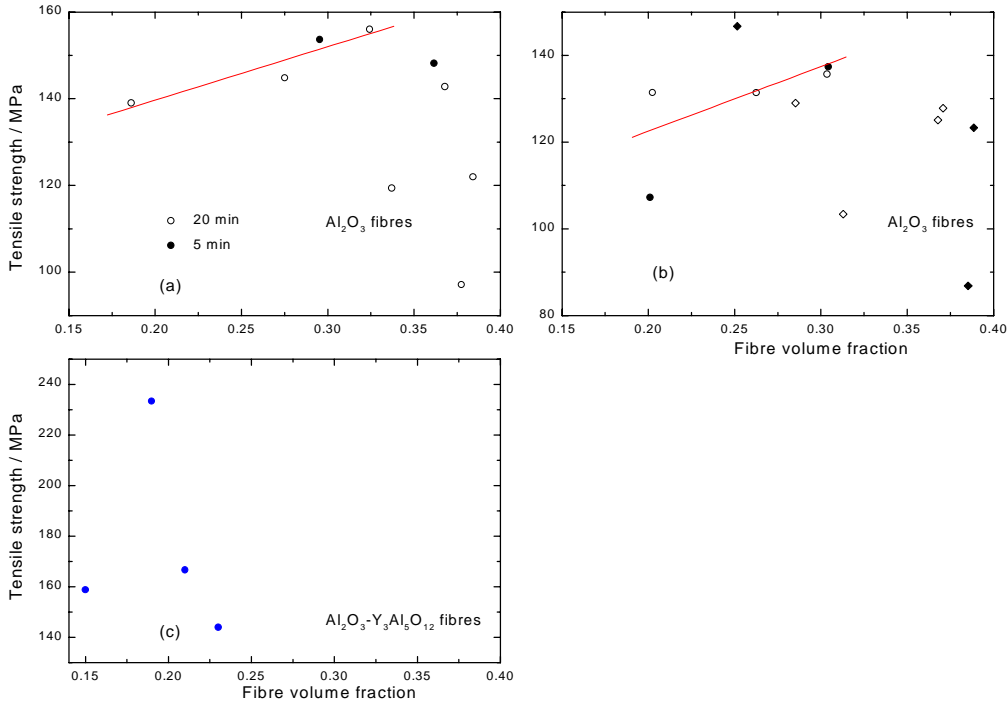 160
140
120
100
Tensile strength / MPa
20 min
5 min
Al2O3 fibres
(a)
0.15 0.20 0.25 0.30 0.35 0.40
140
120
100
80
Al2O3 fibres
(b)
0.15 0.20 0.25 0.30 0.35 0.40
Fibre volume fraction
240
220
200
180
160
140
Tensile strength / MPa
(c)
Al2O3-Y3Al5O12 fibres
0.15 0.20 0.25 0.30 0.35 0.40
Fibre volume fraction